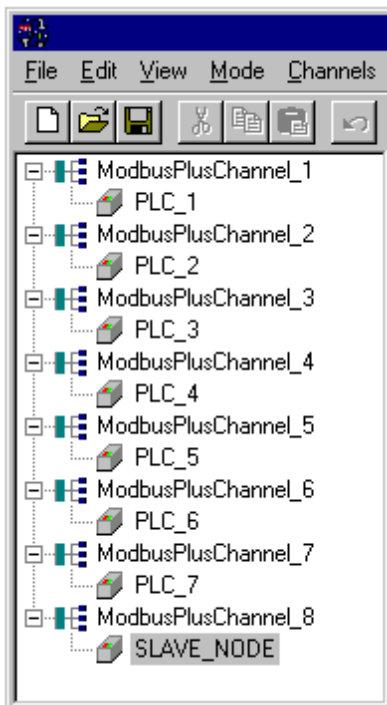 File Edit View Mode Channels
ModbusPlusChannel_1
PLC_1
ModbusPlusChannel_2
PLC_2
ModbusPlusChannel_3
PLC_3
ModbusPlusChannel_4
PLC_4
ModbusPlusChannel_5
PLC_5
ModbusPlusChannel_6
PLC_6
ModbusPlusChannel_7
PLC_7
ModbusPlusChannel_8
SLAVE_NODE